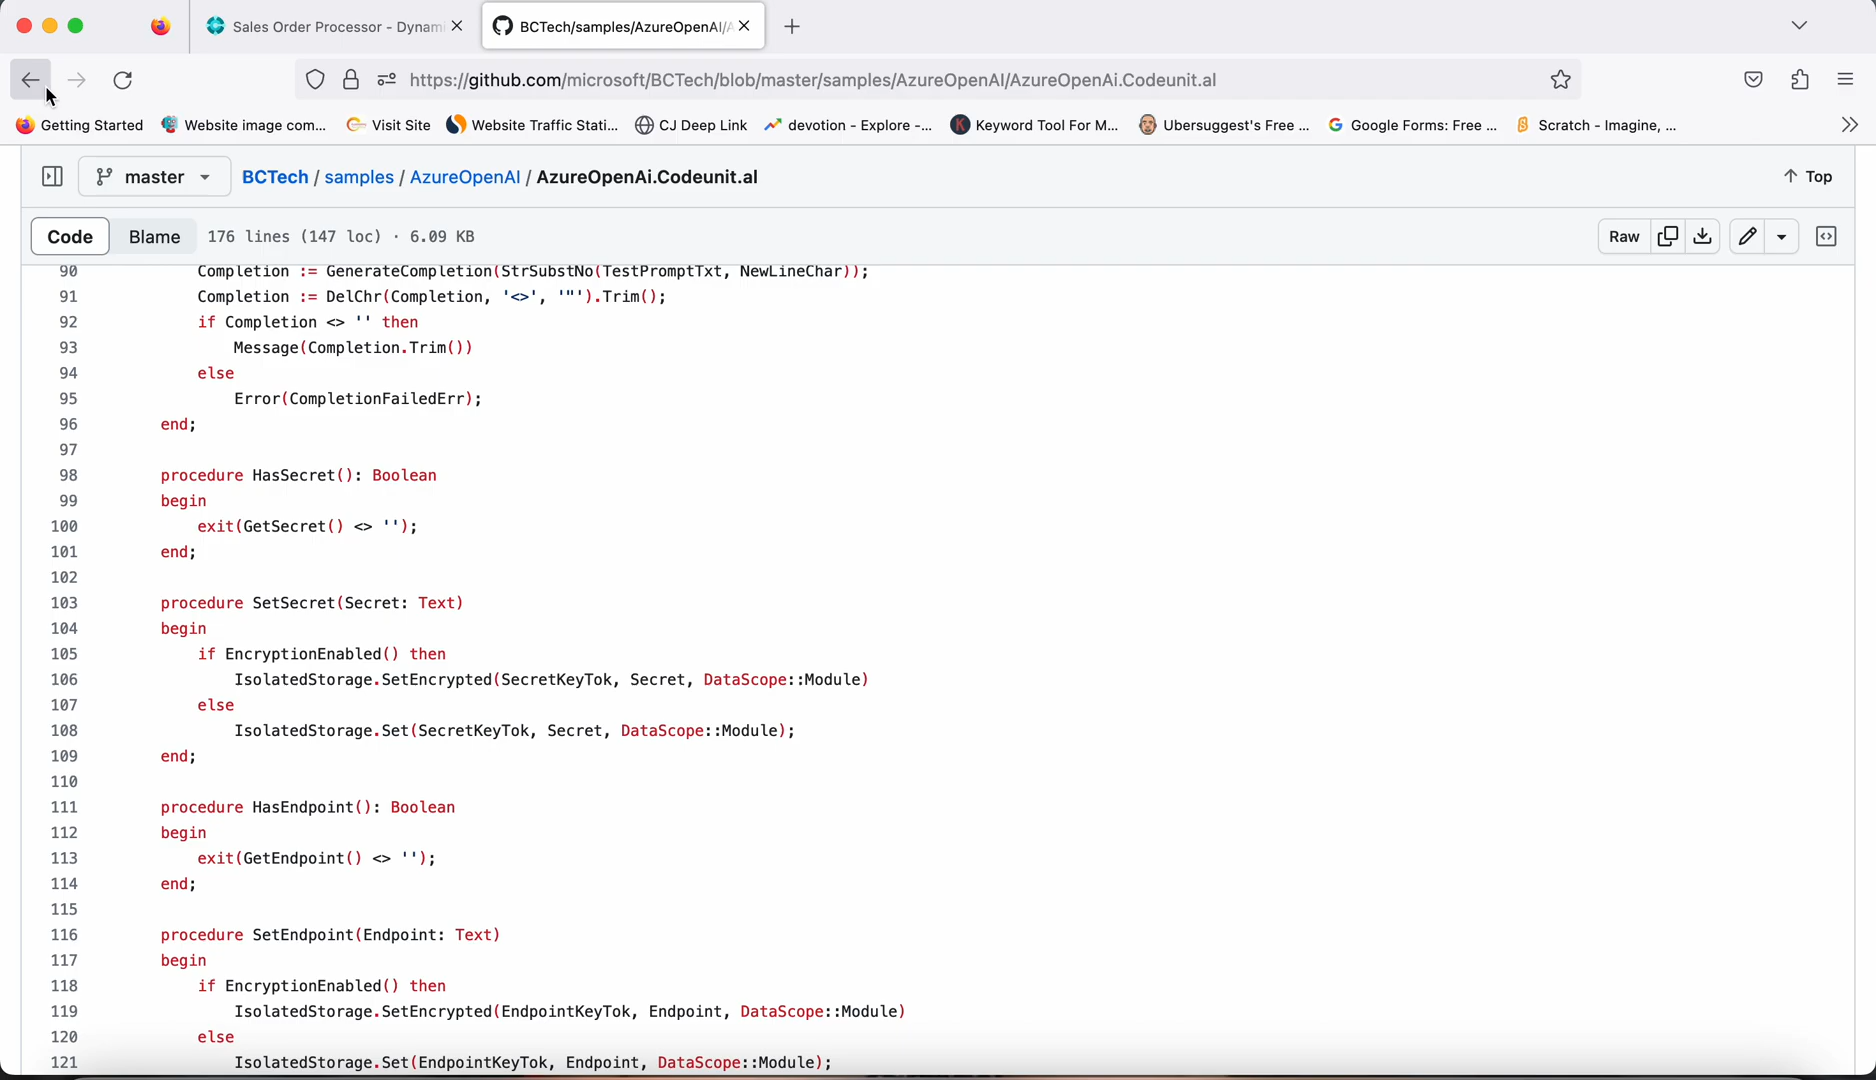 Sales Order Processor - Dynami
BCTech/samples/AzureOpenAI/A
https://github.com/microsoft/BCTech/blob/master/samples/AzureOpenAI/AzureOpenAi.Codeunit.al
Getting Started
Website image com...
Visit Site
Website Traffic Stati...
CJ Deep Link
devotion - Explore -...
Keyword Tool For M...
Ubersuggest's Free ...
Google Forms: Free ...
Scratch - Imagine, ...
master
BCTech / samples / AzureOpenAI / AzureOpenAi.Codeunit.al
Top
Code
Blame
176 lines (147 loc) · 6.09 KB
Raw
90 Completion := GenerateCompletion(StrSubstNo(TestPromptTxt, NewLineChar));
91 Completion := DelChr(Completion, '<>', '"').Trim();
92 if Completion <> '' then
93 Message(Completion.Trim())
94 else
95 Error(CompletionFailedErr);
96 end;
97
98 procedure HasSecret(): Boolean
99 begin
100 exit(GetSecret() <> '');
101 end;
102
103 procedure SetSecret(Secret: Text)
104 begin
105 if EncryptionEnabled() then
106 IsolatedStorage.SetEncrypted(SecretKeyTok, Secret, DataScope::Module)
107 else
108 IsolatedStorage.Set(SecretKeyTok, Secret, DataScope::Module);
109 end;
110
111 procedure HasEndpoint(): Boolean
112 begin
113 exit(GetEndpoint() <> '');
114 end;
115
116 procedure SetEndpoint(Endpoint: Text)
117 begin
118 if EncryptionEnabled() then
119 IsolatedStorage.SetEncrypted(EndpointKeyTok, Endpoint, DataScope::Module)
120 else
121 IsolatedStorage.Set(EndpointKeyTok, Endpoint, DataScope::Module);